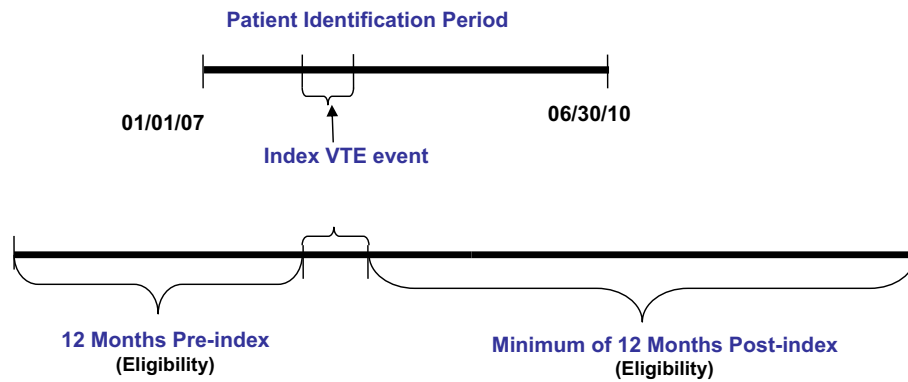 Patient Identification Period
01/01/07
06/30/10
Index VTE event
12 Months Pre-index
(Eligibility)
Minimum of 12 Months Post-index
(Eligibility)